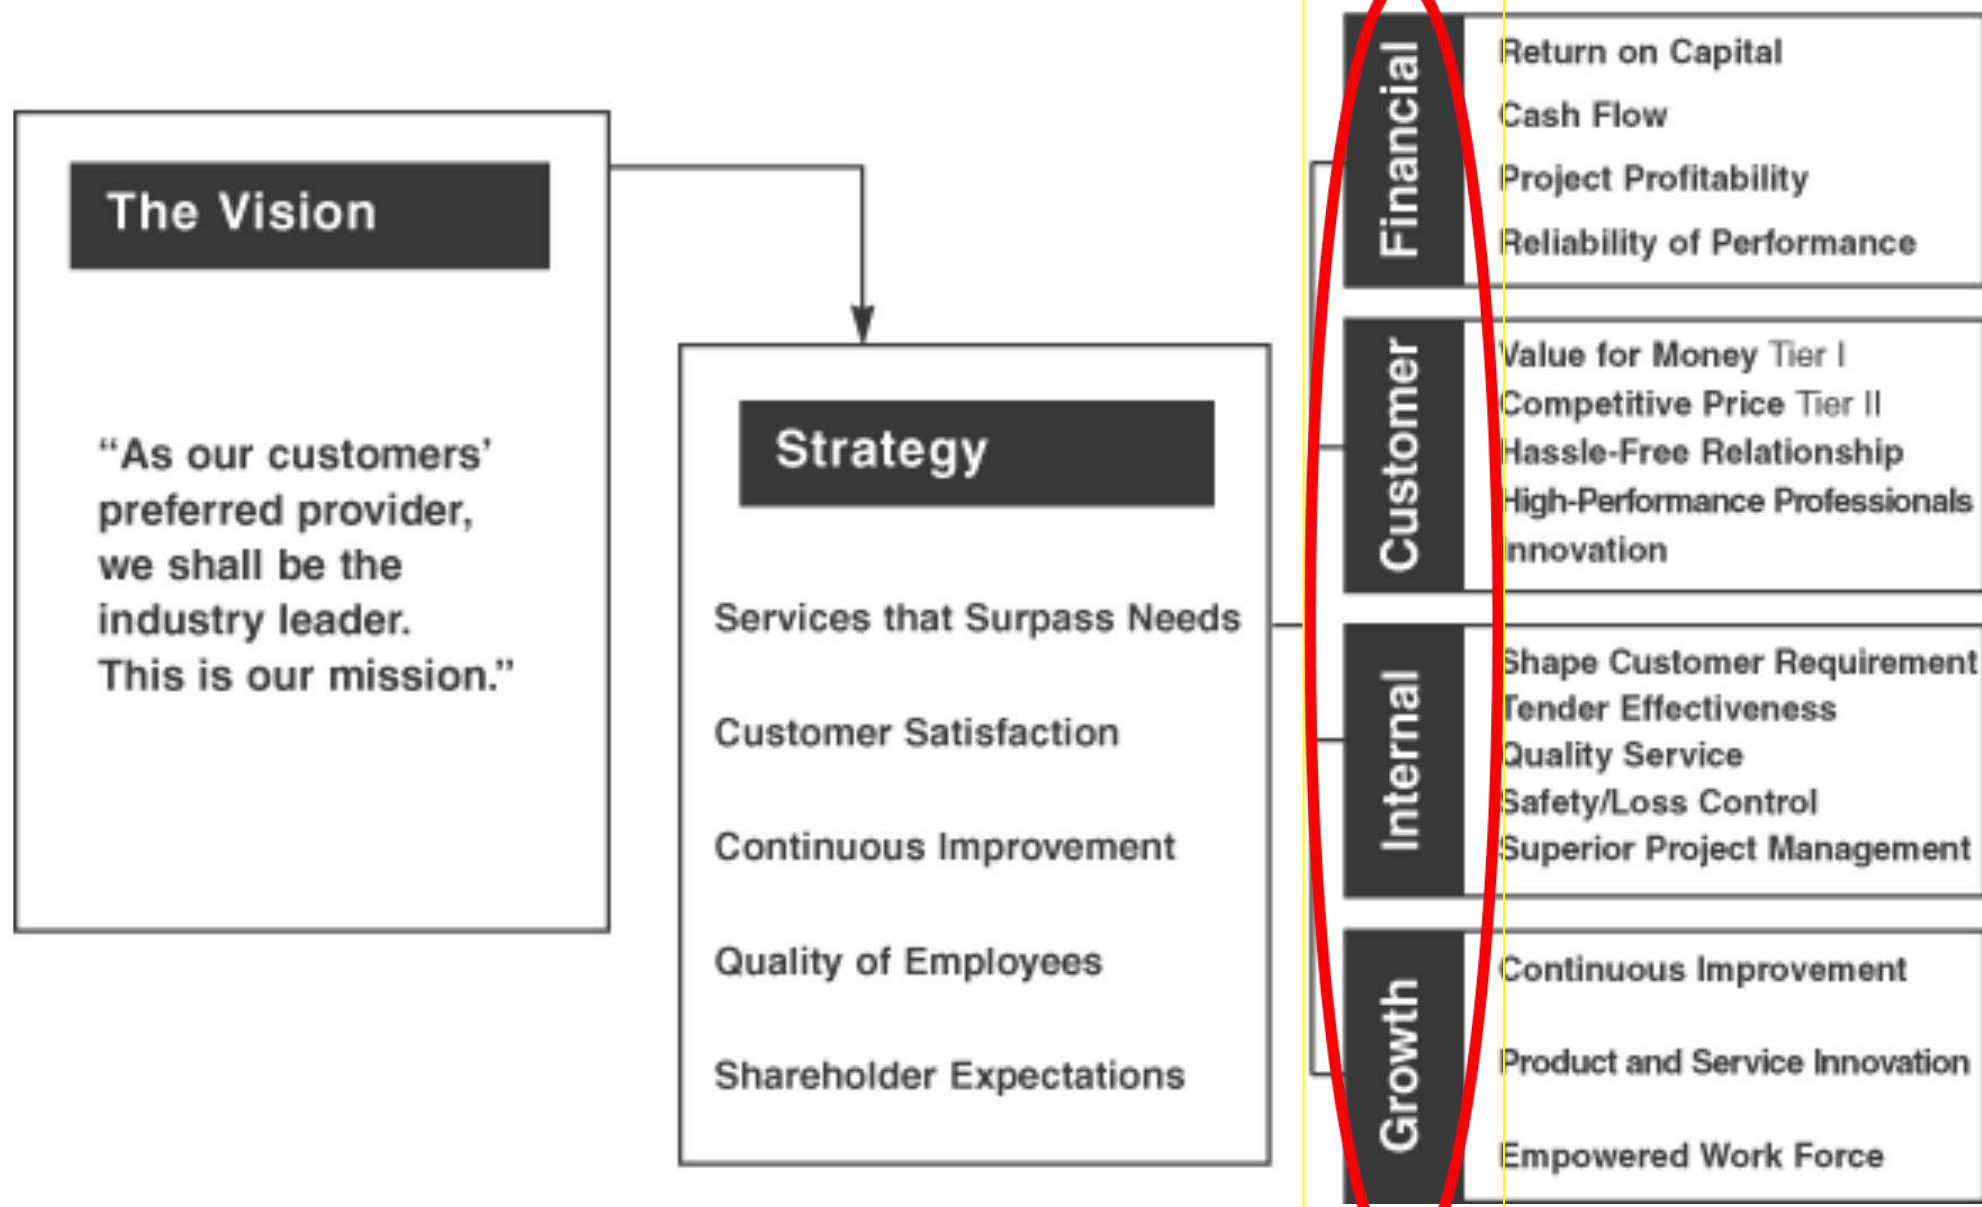 The Vision
“As our customers’
preferred provider,
we shall be the
industry leader.
This is our mission.”
Strategy
Services that Surpass Needs
Customer Satisfaction
Continuous Improvement
Quality of Employees
Shareholder Expectations
Financial
Return on Capital
Cash Flow
Project Profitability
Reliability of Performance
Customer
Value for Money Tier I
Competitive Price Tier II
Hassle-Free Relationship
High-Performance Professionals
Innovation
Internal
Shape Customer Requirement
Tender Effectiveness
Quality Service
Safety/Loss Control
Superior Project Management
Growth
Continuous Improvement
Product and Service Innovation
Empowered Work Force